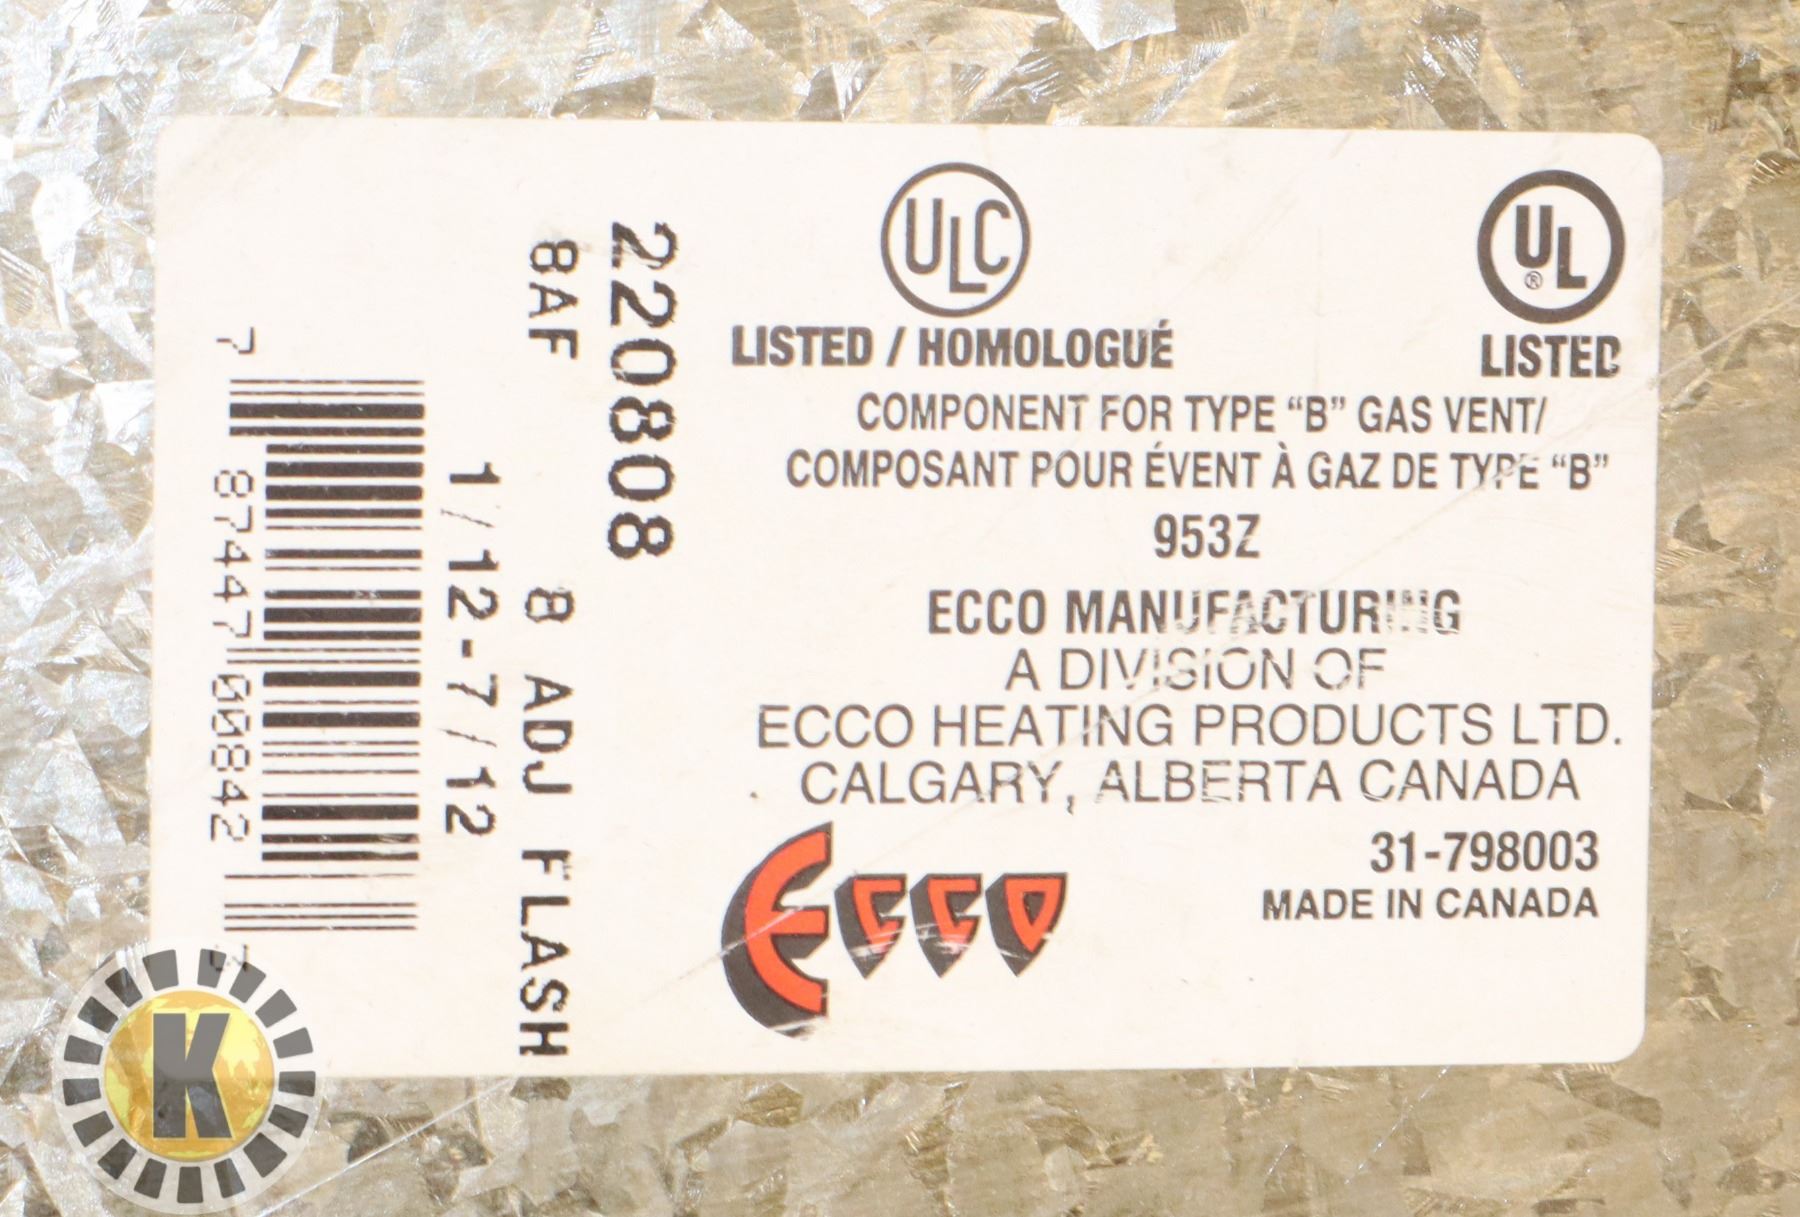 ULC
LISTED / HOMOLOGUÉ
UL
®
LISTED
COMPONENT FOR TYPE “B” GAS VENT/
COMPOSANT POUR ÉVENT À GAZ DE TYPE “B”
953Z
ECCO MANUFACTURING
A DIVISION OF
ECCO HEATING PRODUCTS LTD.
CALGARY, ALBERTA CANADA
31-798003
MADE IN CANADA
ECCO
220808
8AF 8 ADJ FLASH
1/12-7/12
7 87447 00842
K